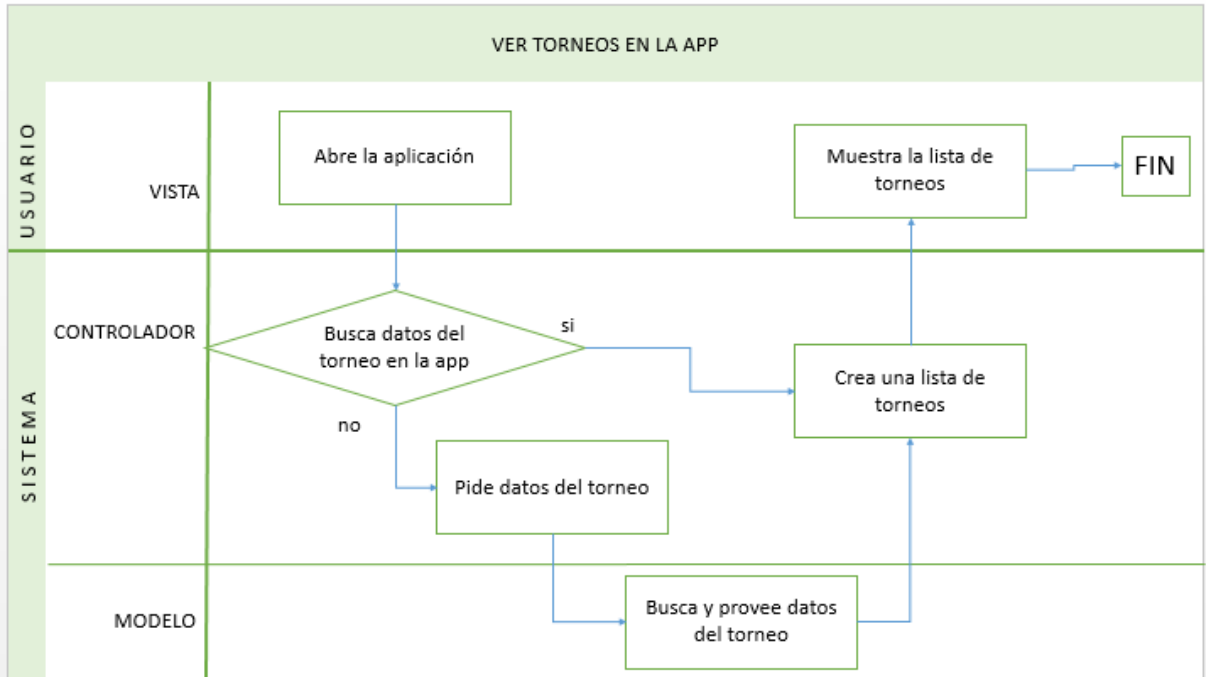 VER TORNEOS EN LA APP
USUARIO
VISTA
Abre la aplicación
Muestra la lista de
torneos
FIN
SISTEMA
CONTROLADOR
Busca datos del
torneo en la app
si
no
Crea una lista de
torneos
Pide datos del torneo
MODELO
Busca y provee datos
del torneo